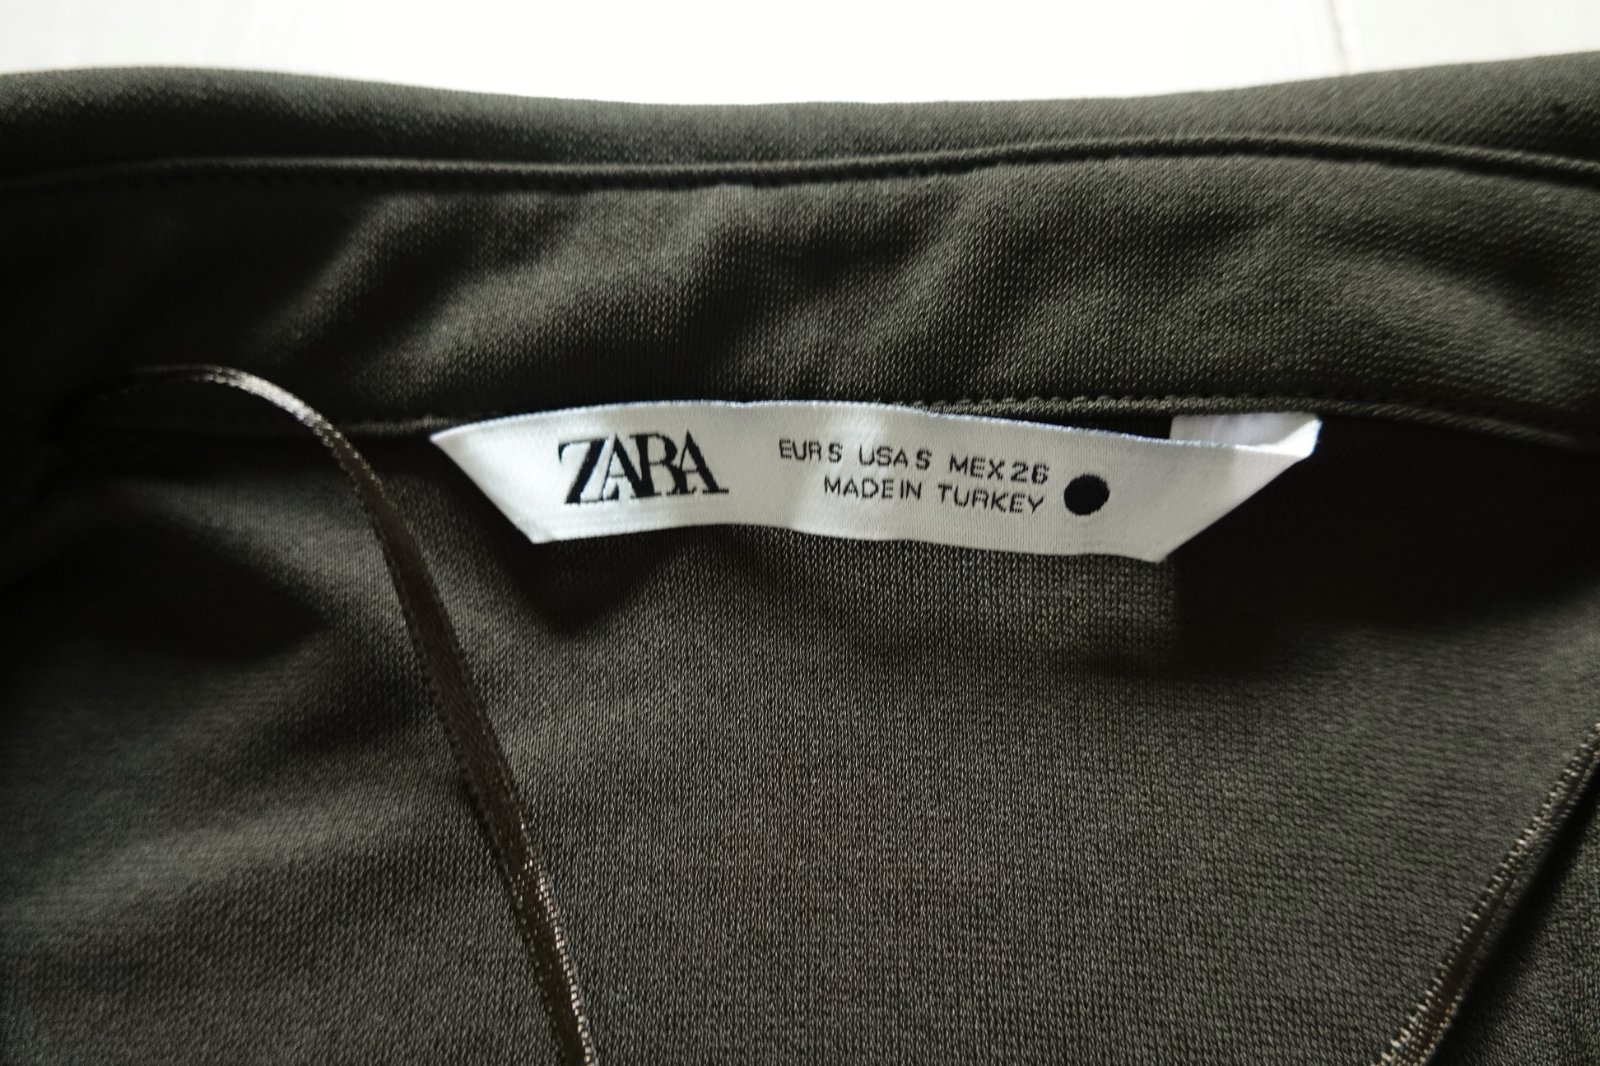 ZARA
EUR S USA S MEX 26
MADE IN TURKEY